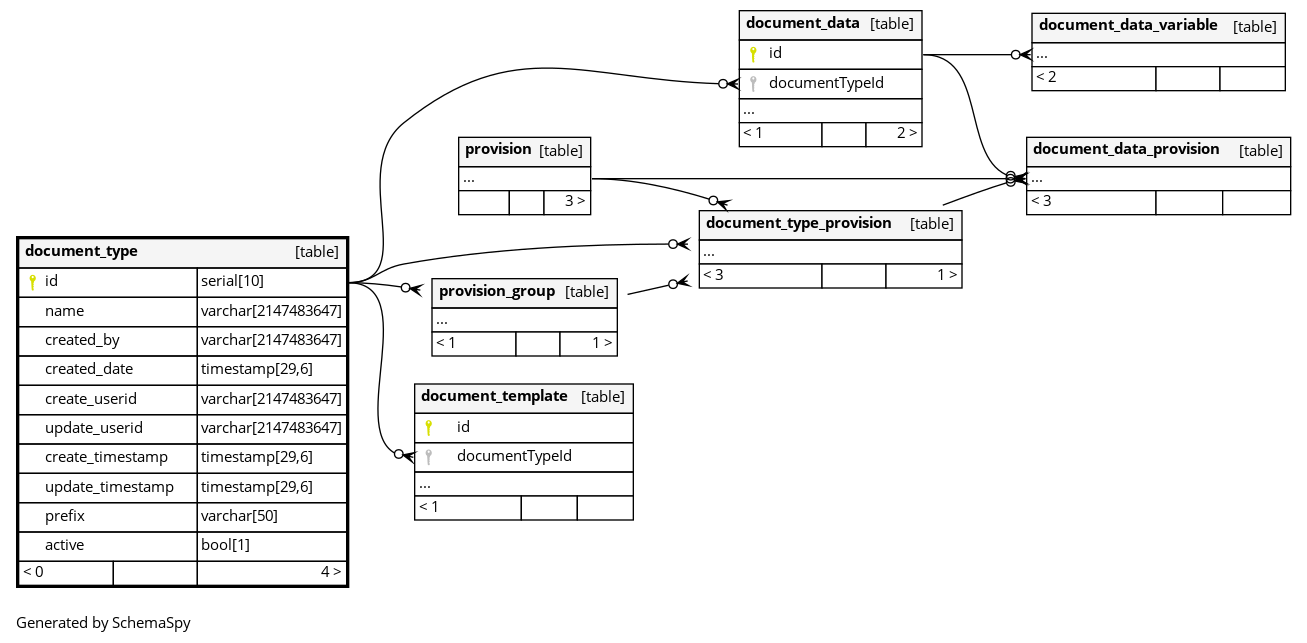 document_data [table]
id
documentTypeId
...
< 1 2 >
document_data_variable [table]
...
< 2
provision [table]
...
3 >
document_data_provision [table]
...
< 3
document_type_provision [table]
...
< 3 1 >
document_type [table]
id serial[10]
name varchar[2147483647]
created_by varchar[2147483647]
created_date timestamp[29,6]
create_userid varchar[2147483647]
update_userid varchar[2147483647]
create_timestamp timestamp[29,6]
update_timestamp timestamp[29,6]
prefix varchar[50]
active bool[1]
< 0 4 >
provision_group [table]
...
< 1 1 >
document_template [table]
id
documentTypeId
...
< 1
Generated by SchemaSpy